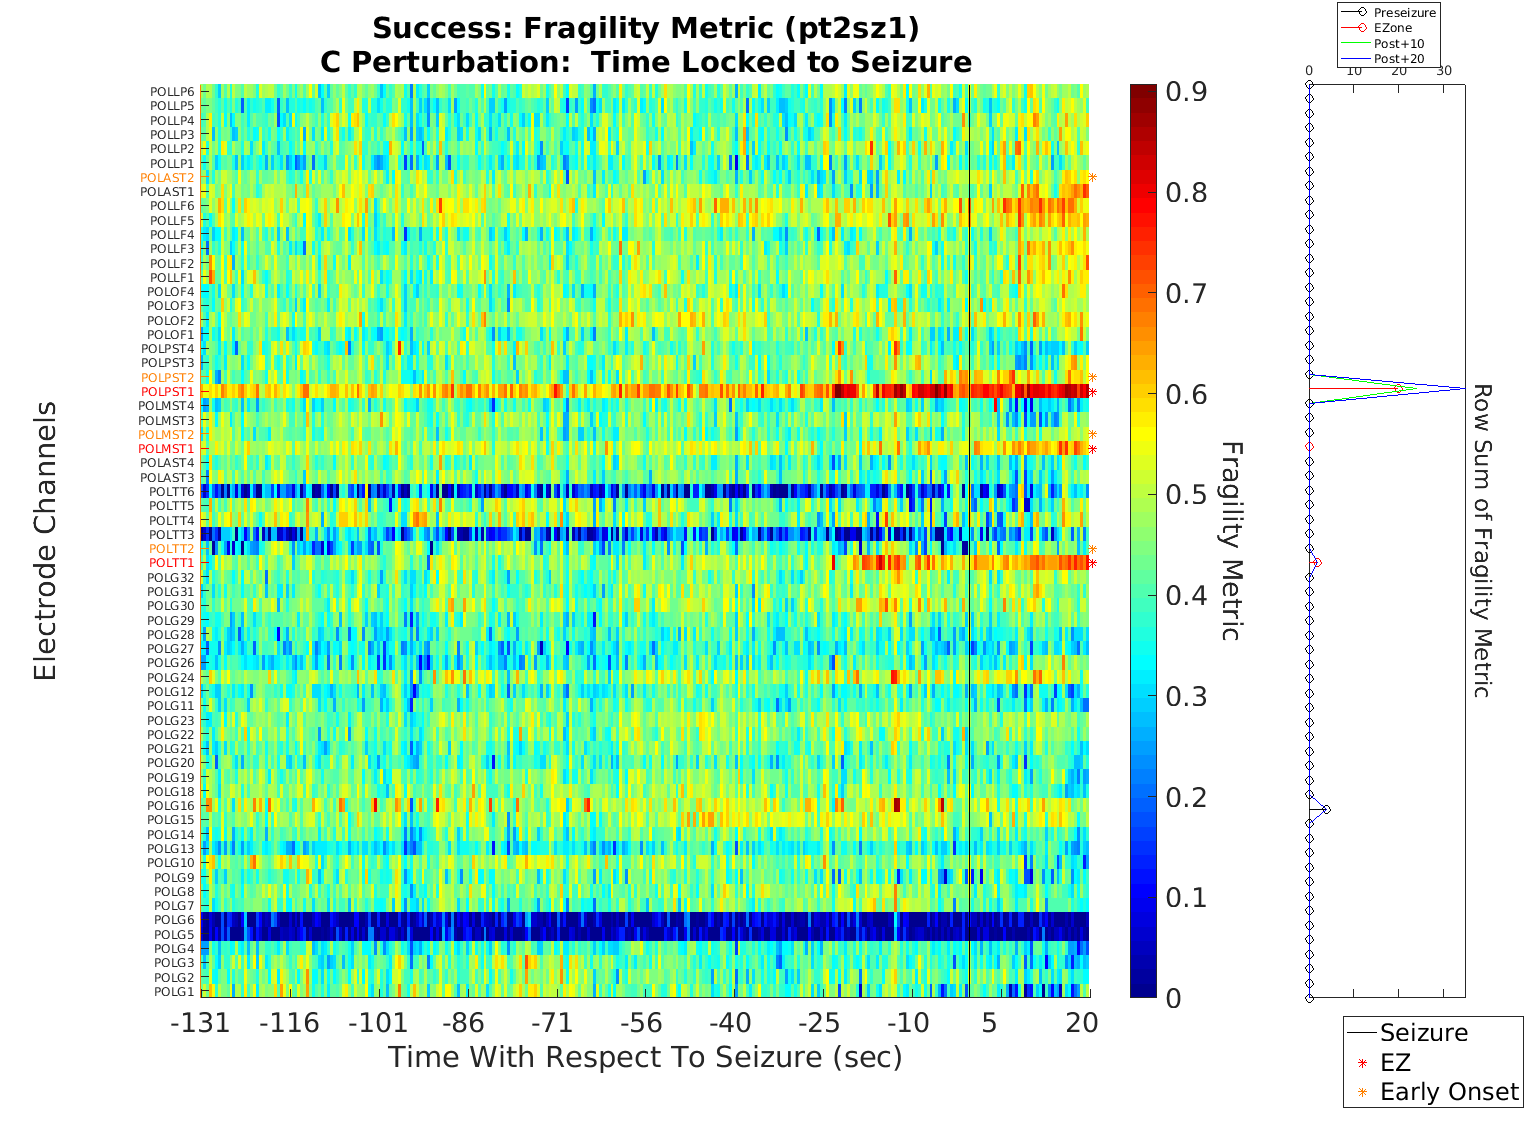 Success: Fragility Metric (pt2sz1)
C Perturbation:  Time Locked to Seizure
Electrode Channels
POLLP6
POLLP5
POLLP4
POLLP3
POLLP2
POLLP1
POLAST2
POLAST1
POLLF6
POLLF5
POLLF4
POLLF3
POLLF2
POLLF1
POLOF4
POLOF3
POLOF2
POLOF1
POLPST4
POLPST3
POLPST2
POLPST1
POLMST4
POLMST3
POLMST2
POLMST1
POLAST4
POLAST3
POLTT6
POLTT5
POLTT4
POLTT3
POLTT2
POLTT1
POLG32
POLG31
POLG30
POLG29
POLG28
POLG27
POLG26
POLG24
POLG12
POLG11
POLG23
POLG22
POLG21
POLG20
POLG19
POLG18
POLG16
POLG15
POLG14
POLG13
POLG10
POLG9
POLG8
POLG7
POLG6
POLG5
POLG4
POLG3
POLG2
POLG1
-131 -116 -101 -86 -71 -56 -40 -25 -10 5 20
Time With Respect To Seizure (sec)
0.9
0.8
0.7
0.6
0.5
0.4
0.3
0.2
0.1
0
Fragility Metric
Preseizure
EZone
Post+10
Post+20
0 10 20 30
Row Sum of Fragility Metric
Seizure
EZ
Early Onset